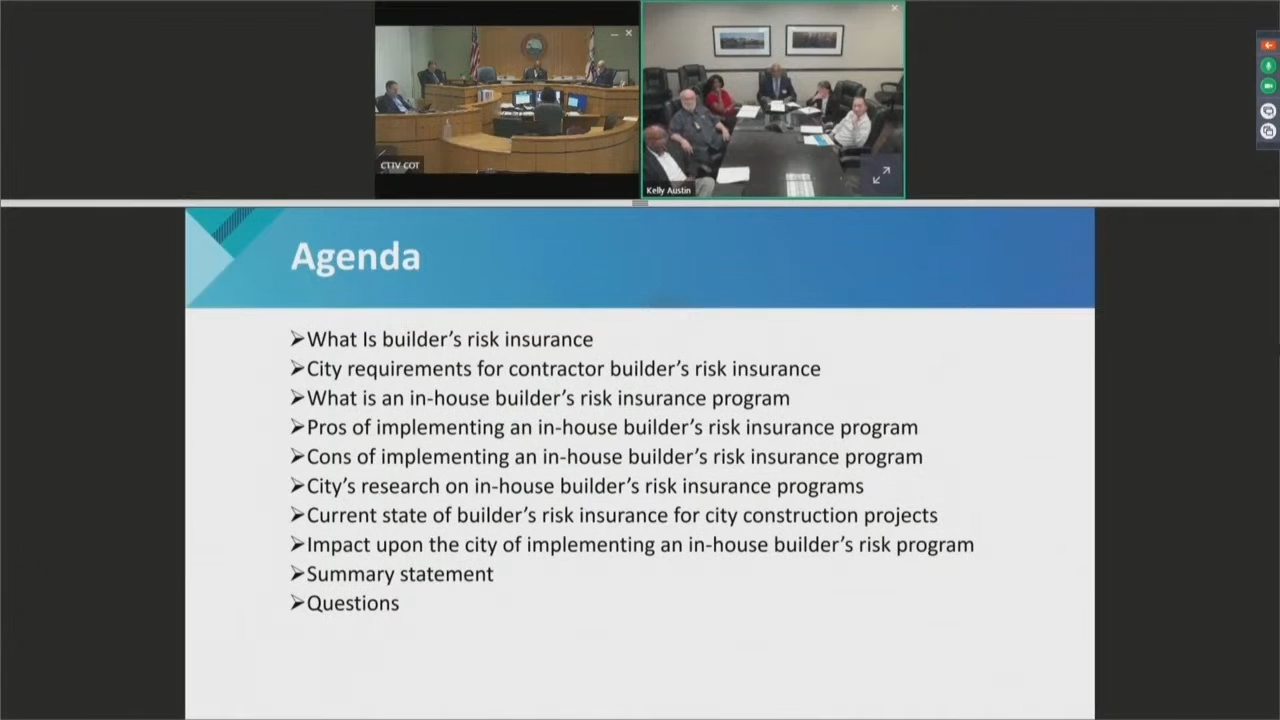 CTTV COT
Kelly Austin
Agenda
➢What Is builder’s risk insurance
➢City requirements for contractor builder’s risk insurance
➢What is an in-house builder’s risk insurance program
➢Pros of implementing an in-house builder’s risk insurance program
➢Cons of implementing an in-house builder’s risk insurance program
➢City’s research on in-house builder’s risk insurance programs
➢Current state of builder’s risk insurance for city construction projects
➢Impact upon the city of implementing an in-house builder’s risk program
➢Summary statement
➢Questions